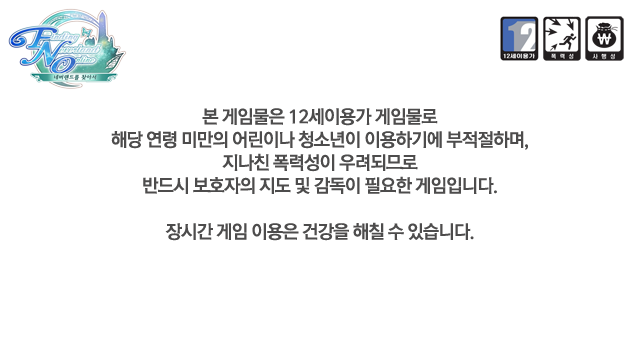 Finding
Neverland
Online
네버랜드를 찾아서
12세이용가
폭력성
사행성
본 게임물은 12세이용가 게임물로
해당 연령 미만의 어린이나 청소년이 이용하기에 부적절하며,
지나친 폭력성이 우려되므로
반드시 보호자의 지도 및 감독이 필요한 게임입니다.
장시간 게임 이용은 건강을 해칠 수 있습니다.